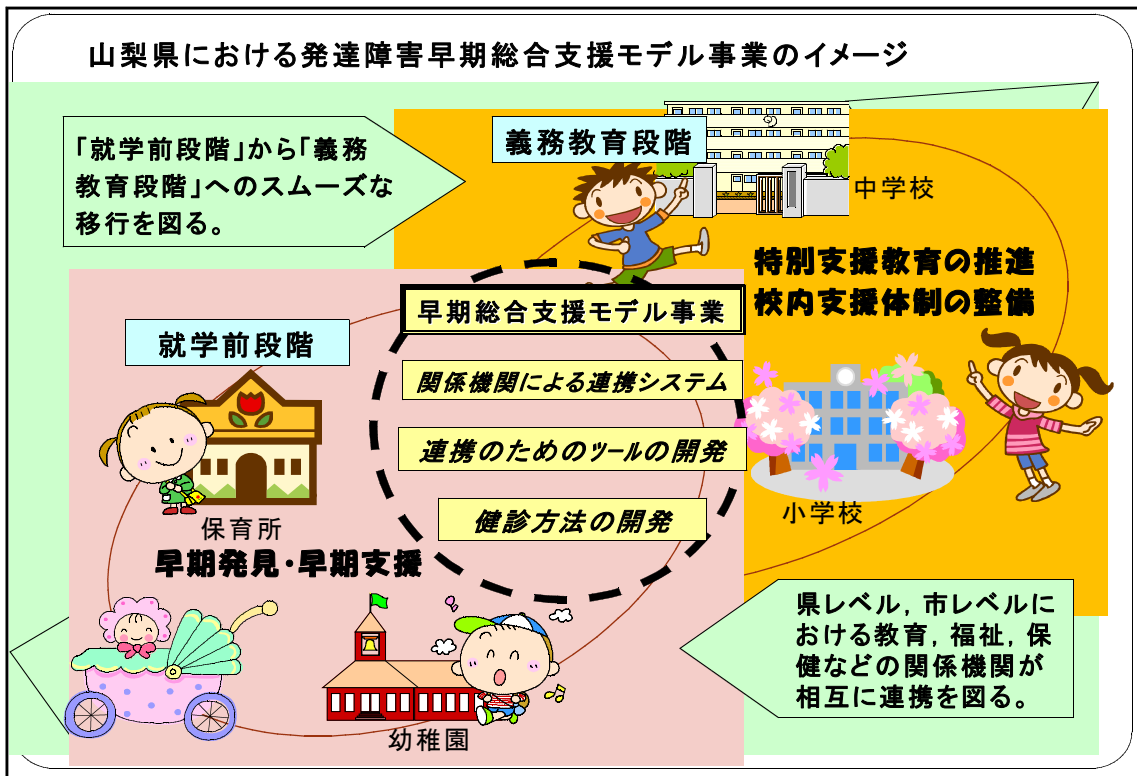 山梨県における発達障害早期総合支援モデル事業のイメージ
「就学前段階」から「義務
教育段階」へのスムーズな
移行を図る。
義務教育段階
中学校
特別支援教育の推進
校内支援体制の整備
早期総合支援モデル事業
就学前段階
関係機関による連携システム
連携のためのツールの開発
健診方法の開発
小学校
保育所
早期発見・早期支援
幼稚園
県レベル，市レベルに
おける教育，福祉，保
健などの関係機関が
相互に連携を図る。